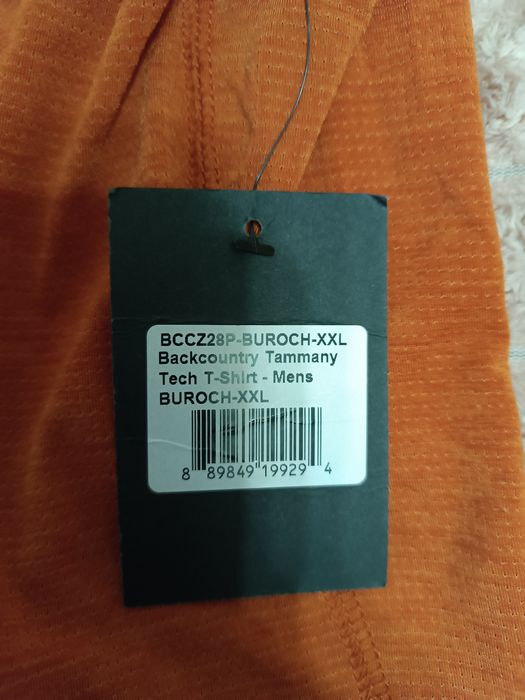 BCCZ28P-BUROCH-XXL
Backcountry Tammany
Tech T-Shirt - Mens
BUROCH-XXL
8 89849 19929 4